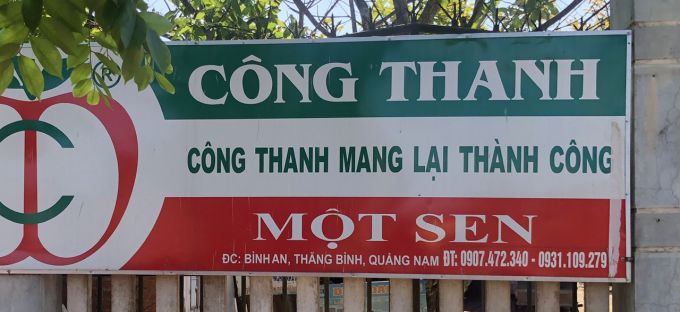 ®
CÔNG THANH
CÔNG THANH MANG LẠI THÀNH CÔNG
MỘT SEN
ĐC: BÌNH AN, THĂNG BÌNH, QUẢNG NAM ĐT: 0907.472.340 - 0931.109.279